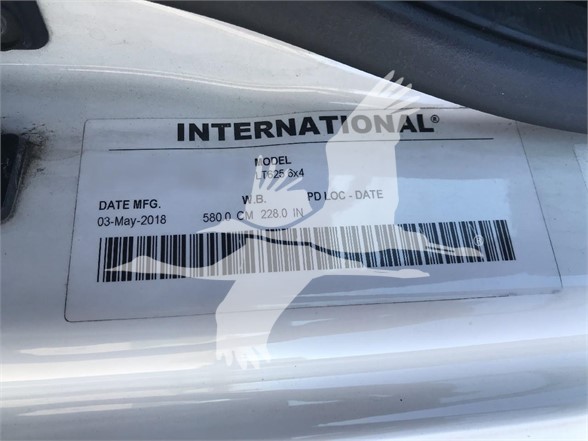 INTERNATIONAL®
MODEL
LT625 6x4
DATE MFG. W.B. PD LOC - DATE
03-May-2018 580.0 CM 228.0 IN